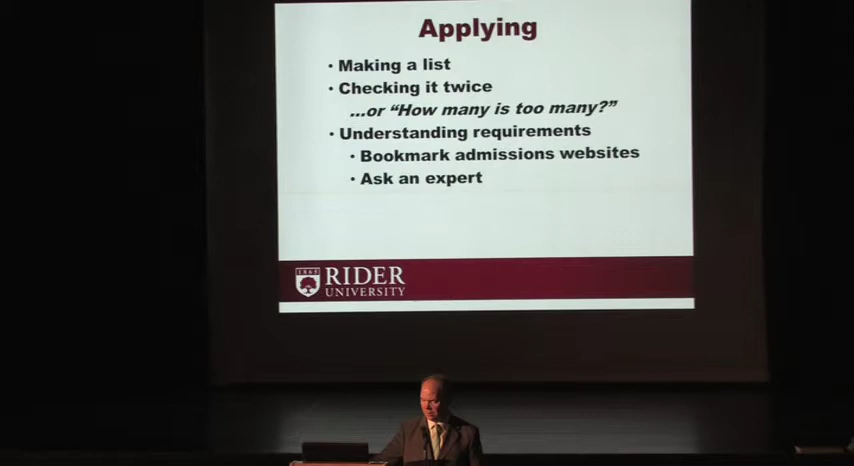 Applying
• Making a list
• Checking it twice
...or “How many is too many?”
• Understanding requirements
• Bookmark admissions websites
• Ask an expert
1865
RIDER
UNIVERSITY